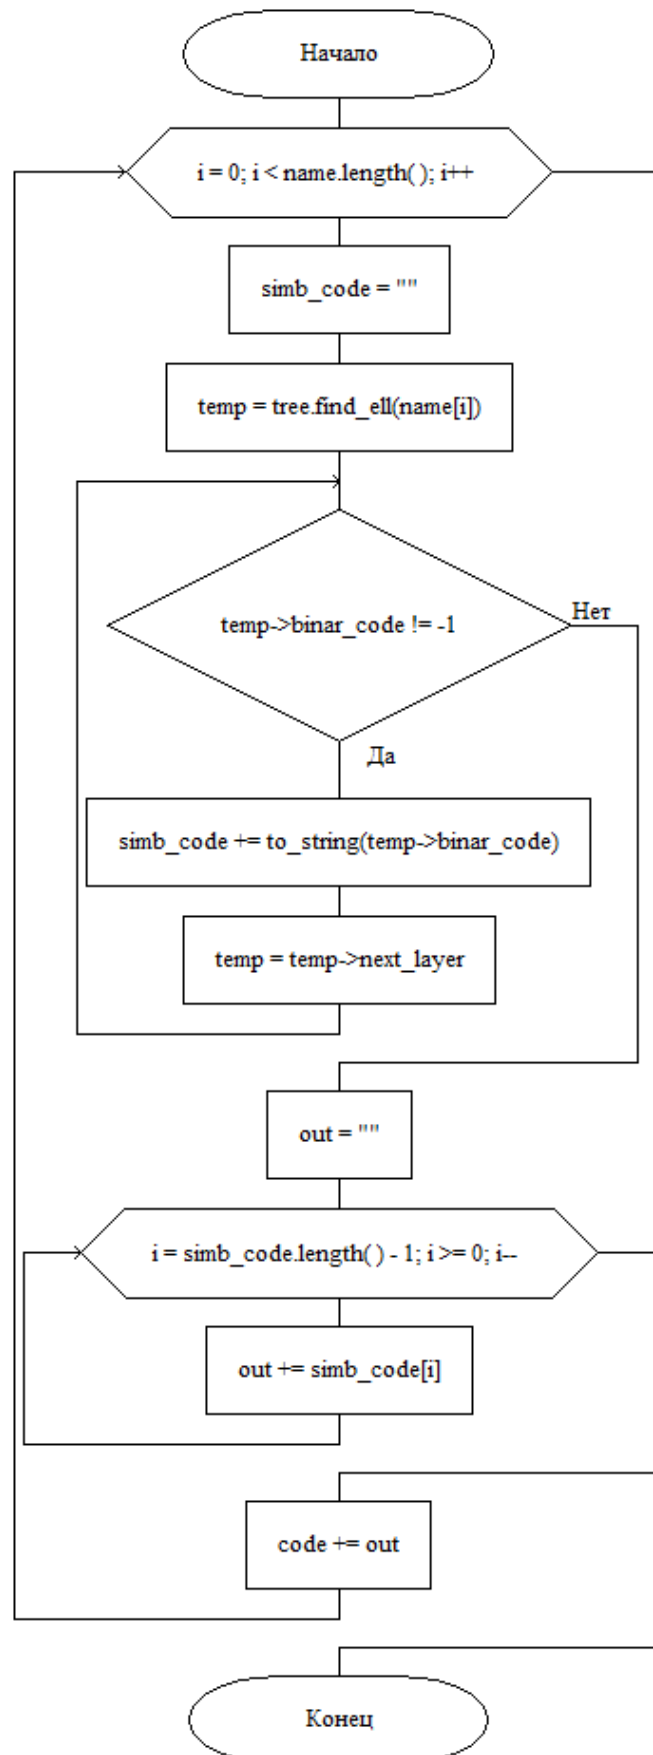 Начало
i = 0; i < name.length( ); i++
simb_code = ""
temp = tree.find_ell(name[i])
temp->binar_code != -1
Нет
Да
simb_code += to_string(temp->binar_code)
temp = temp->next_layer
out = ""
i = simb_code.length( ) - 1; i >= 0; i--
out += simb_code[i]
code += out
Конец